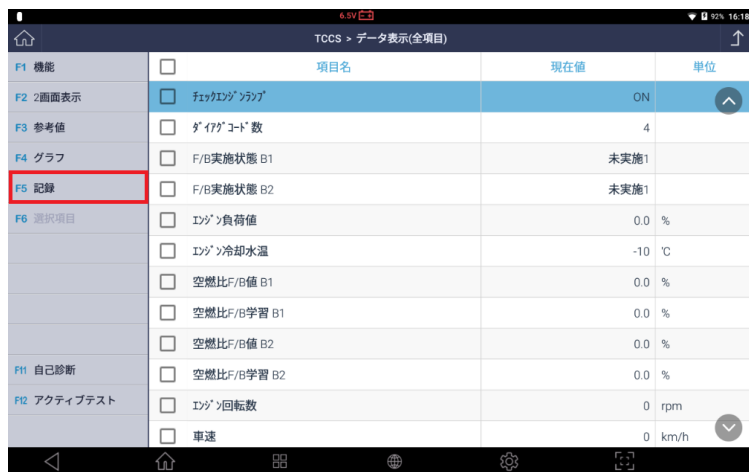 6.5V
92% 16:18
TCCS > データ表示(全項目)
F1 機能
F2 2画面表示
F3 参考値
F4 グラフ
F5 記録
F6 選択項目
F11 自己診断
F12 アクティブテスト
項目名 現在値 単位
ﾁｪｯｸｴﾝｼﾞﾝﾗﾝﾌﾟ ON
ﾀﾞｲｱｸﾞｺｰﾄﾞ数 4
F/B実施状態 B1 未実施1
F/B実施状態 B2 未実施1
ｴﾝｼﾞﾝ負荷値 0.0 %
ｴﾝｼﾞﾝ冷却水温 -10 ℃
空燃比F/B値 B1 0.0 %
空燃比F/B学習 B1 0.0 %
空燃比F/B値 B2 0.0 %
空燃比F/B学習 B2 0.0 %
ｴﾝｼﾞﾝ回転数 0 rpm
車速 0 km/h